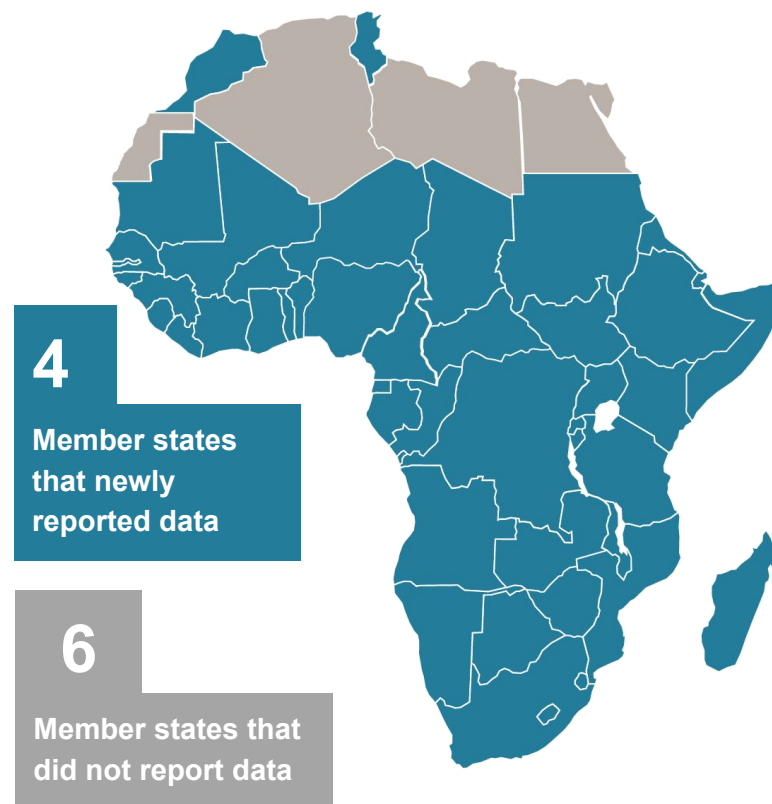 4
Member states
that newly
reported data
6
Member states that
did not report data